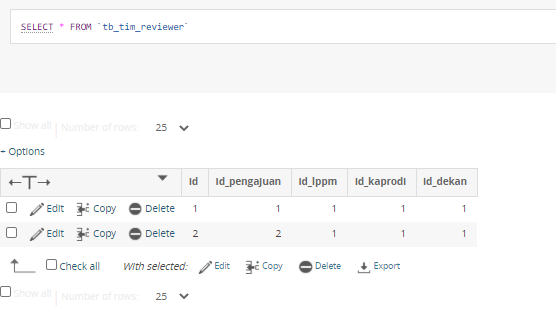 SELECT * FROM `tb_tim_reviewer`
Show all | Number of rows: 25
+ Options
←T→ id id_pengajuan id_lppm id_kaprodi id_dekan
Edit Copy Delete 1 1 1 1 1
Edit Copy Delete 2 2 1 1 1
Check all With selected: Edit Copy Delete Export
Show all | Number of rows: 25